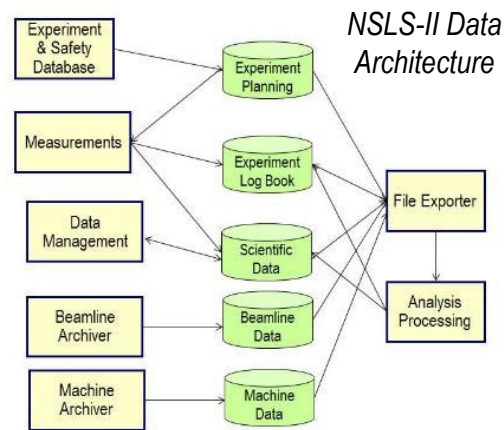 NSLS-II Data
Architecture
Experiment
& Safety
Database
Experiment
Planning
Measurements
Experiment
Log Book
File Exporter
Data
Management
Scientific
Data
Beamline
Archiver
Beamline
Data
Analysis
Processing
Machine
Archiver
Machine
Data